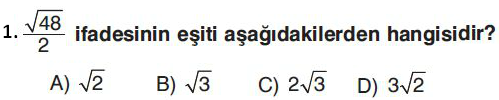 1. √48/2 ifadesinin eşiti aşağıdakilerden hangisidir?
A) √2 B) √3 C) 2√3 D) 3√2